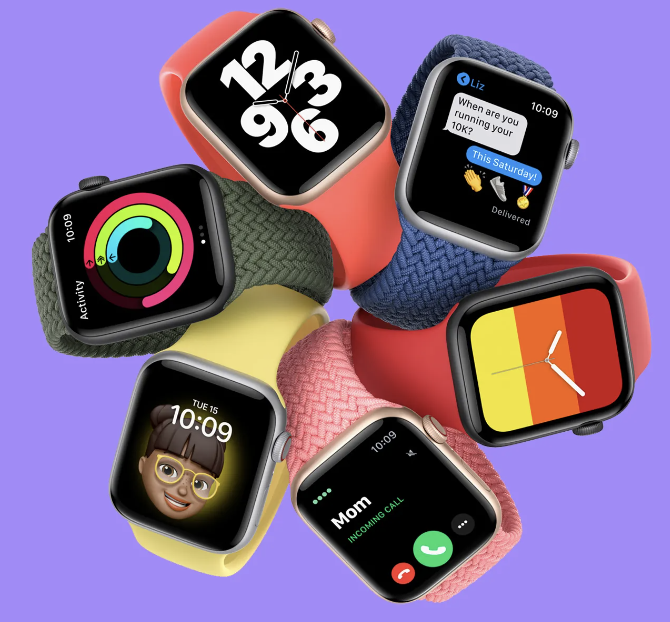 12
3
9
6
Liz
10:09
When are you
running your
10K?
This Saturday!
Delivered
10:09
Activity
TUE 15
10:09
10:09
Mom
INCOMING CALL